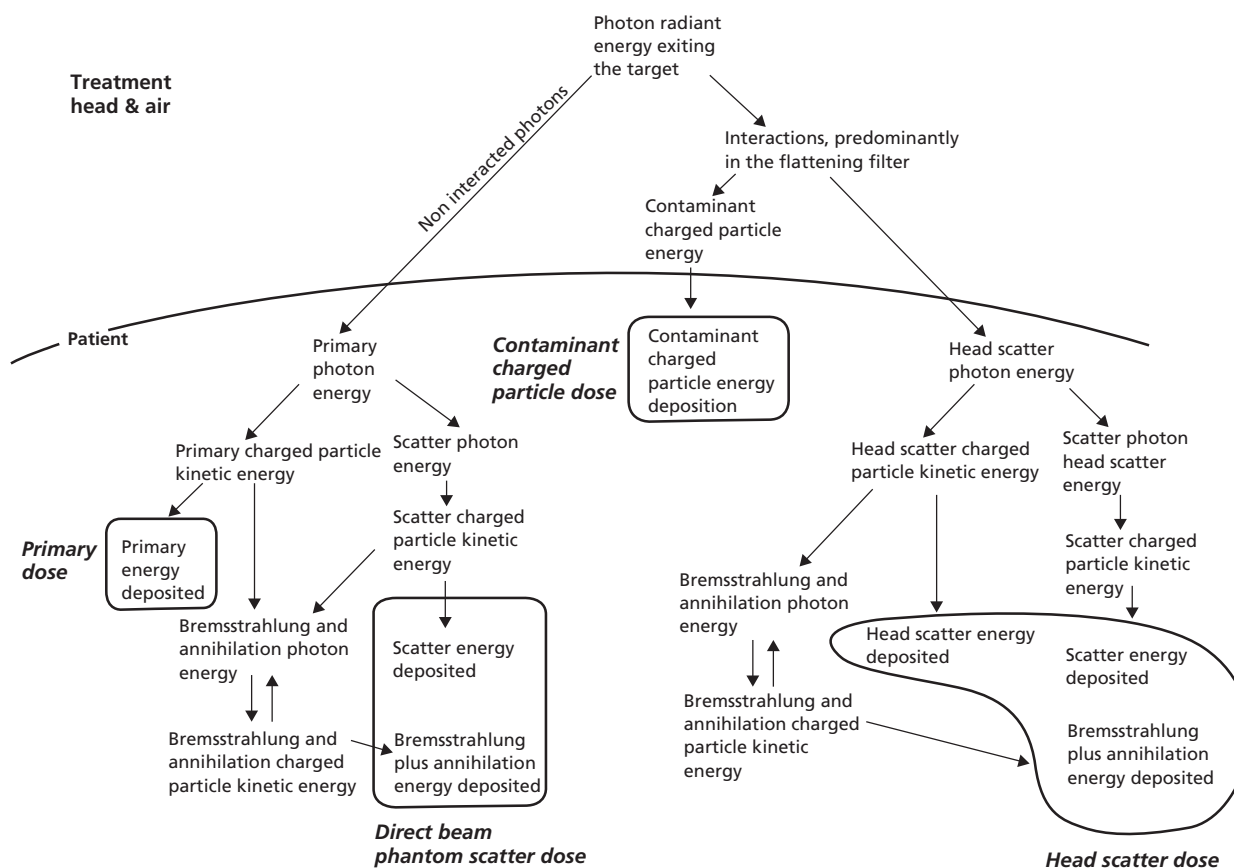 Photon radiant
energy exiting
the target
Treatment
head & air
Non interacted photons
Interactions, predominantly
in the flattening filter
Contaminant
charged particle
energy
Patient
Primary
photon
energy
Contaminant
charged
particle dose
Contaminant
charged
particle energy
deposition
Head scatter
photon energy
Primary charged particle
kinetic energy
Scatter photon
energy
Head scatter charged
particle kinetic energy
Scatter photon
head scatter
energy
Primary
dose
Primary
energy
deposited
Scatter charged
particle kinetic
energy
Scatter charged
particle kinetic
energy
Bremsstrahlung and
annihilation photon
energy
Scatter energy
deposited
Bremsstrahlung and
annihilation photon
energy
Head scatter energy
deposited
Scatter energy
deposited
Bremsstrahlung and
annihilation charged
particle kinetic energy
Bremsstrahlung
plus annihilation
energy deposited
Bremsstrahlung and
annihilation charged
particle kinetic
energy
Bremsstrahlung
plus annihilation
energy deposited
Direct beam
phantom scatter dose
Head scatter dose